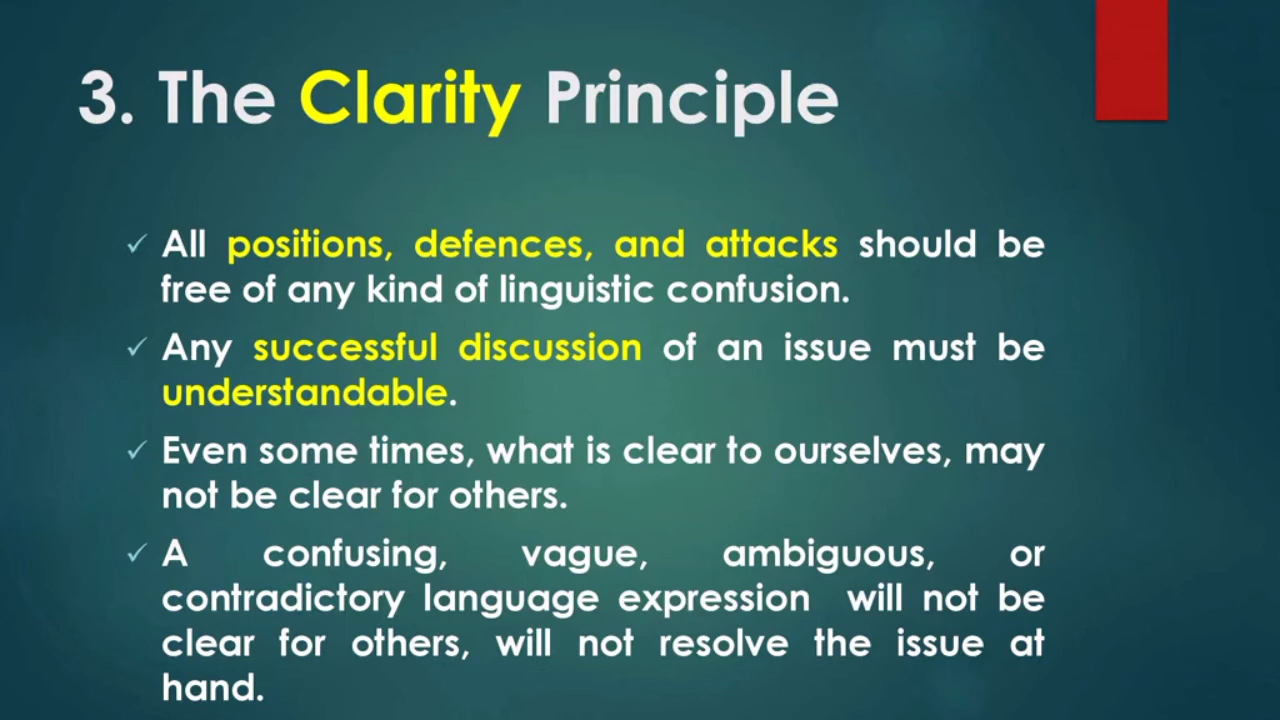 3. The Clarity Principle
✓ All positions, defences, and attacks should be
free of any kind of linguistic confusion.
✓ Any successful discussion of an issue must be
understandable.
✓ Even some times, what is clear to ourselves, may
not be clear for others.
✓ A confusing, vague, ambiguous, or
contradictory language expression will not be
clear for others, will not resolve the issue at
hand.